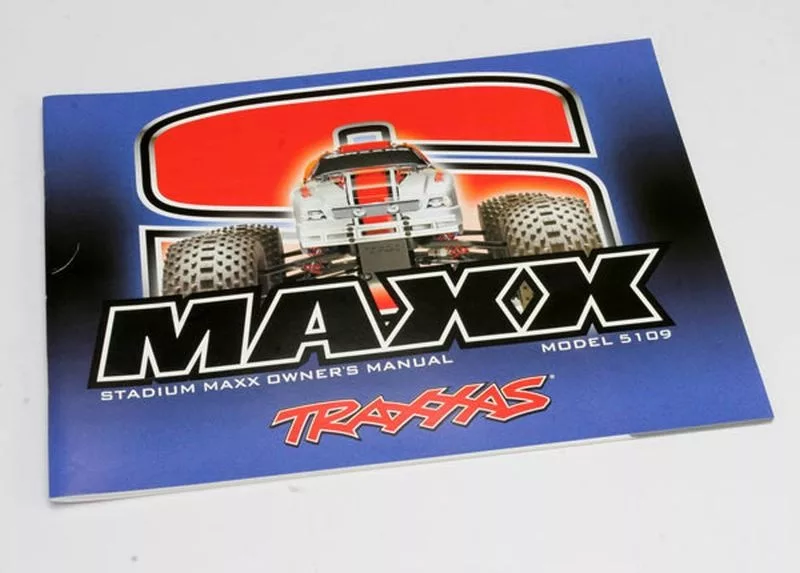 S
MAXX
STADIUM MAXX OWNER'S MANUAL
MODEL 5109
TRAXXAS